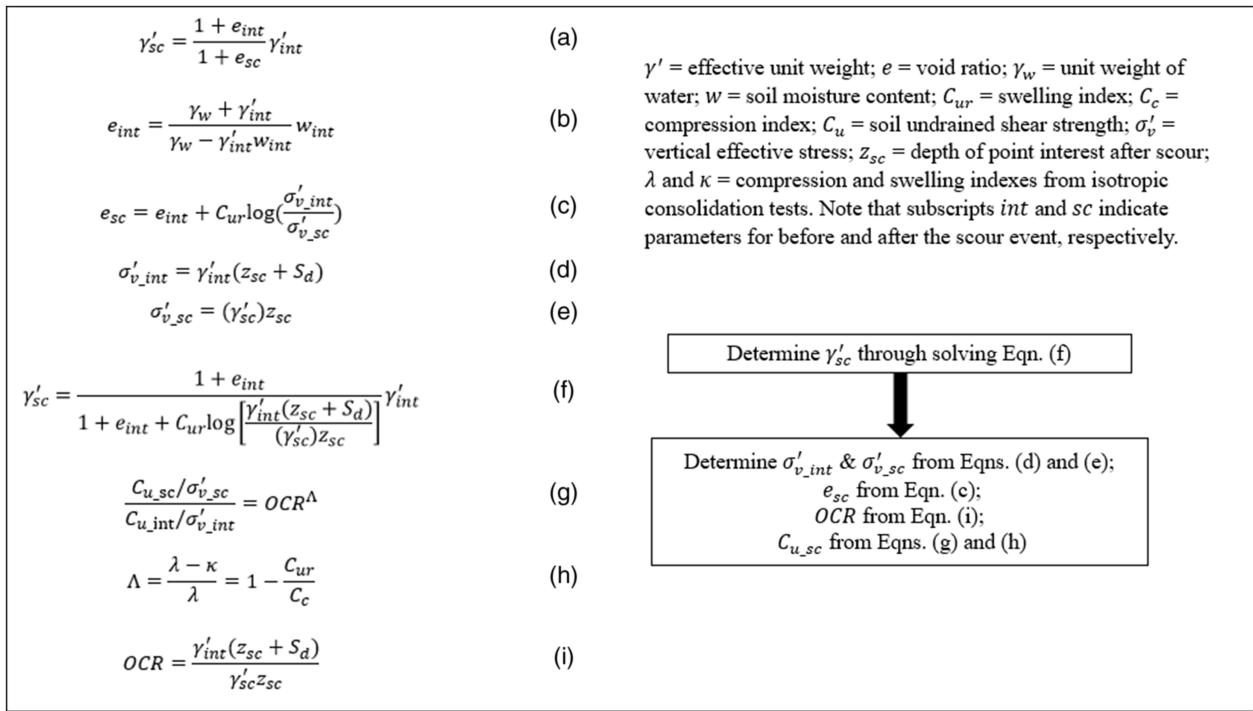 γ′_sc = (1 + e_int)/(1 + e_sc) γ′_int (a)
e_int = (γ_w + γ′_int)/(γ_w − γ′_int w_int) w_int (b)
e_sc = e_int + C_ur log(σ′_v_int/σ′_v_sc) (c)
σ′_v_int = γ′_int(z_sc + S_d) (d)
σ′_v_sc = (γ′_sc)z_sc (e)
γ′_sc = (1 + e_int)/(1 + e_int + C_ur log[γ′_int(z_sc + S_d)/((γ′_sc)z_sc)]) γ′_int (f)
(C_u_sc/σ′_v_sc)/(C_u_int/σ′_v_int) = OCR^Λ (g)
Λ = (λ − κ)/λ = 1 − C_ur/C_c (h)
OCR = γ′_int(z_sc + S_d)/(γ′_sc z_sc) (i)
γ′ = effective unit weight; e = void ratio; γ_w = unit weight of
water; w = soil moisture content; C_ur = swelling index; C_c =
compression index; C_u = soil undrained shear strength; σ′_v =
vertical effective stress; z_sc = depth of point interest after scour;
λ and κ = compression and swelling indexes from isotropic
consolidation tests. Note that subscripts int and sc indicate
parameters for before and after the scour event, respectively.
Determine γ′_sc through solving Eqn. (f)
Determine σ′_v_int & σ′_v_sc from Eqns. (d) and (e);
e_sc from Eqn. (c);
OCR from Eqn. (i);
C_u_sc from Eqns. (g) and (h)